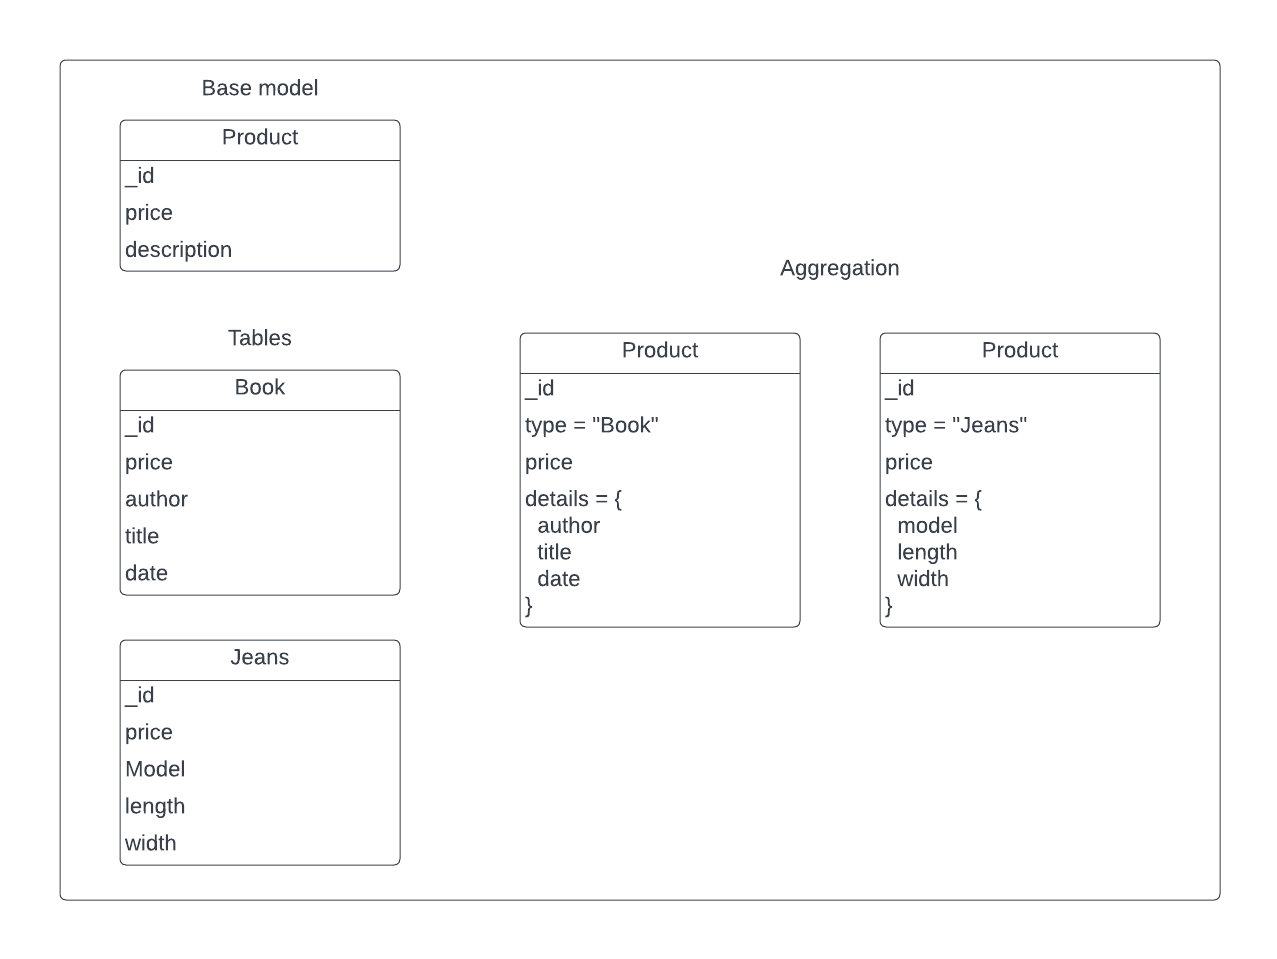 Base model
Product
_id
price
description
Tables
Book
_id
price
author
title
date
Jeans
_id
price
Model
length
width
Aggregation
Product
_id
type = "Book"
price
details = {
author
title
date
}
Product
_id
type = "Jeans"
price
details = {
model
length
width
}